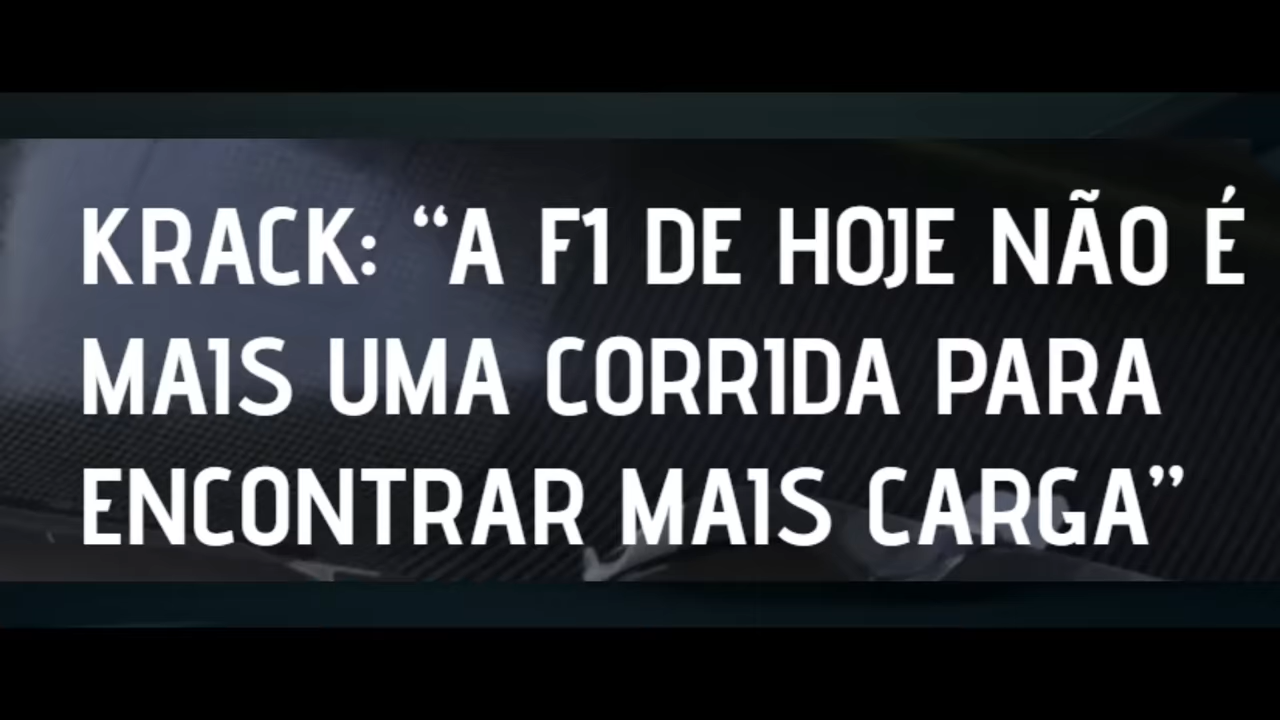 KRACK: “A F1 DE HOJE NÃO É
MAIS UMA CORRIDA PARA
ENCONTRAR MAIS CARGA”